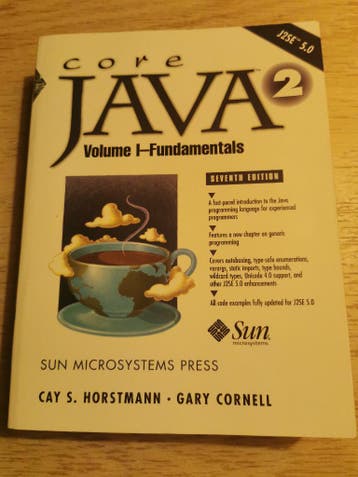 J2SE™ 5.0
core
JAVA™ 2
Volume I—Fundamentals
SEVENTH EDITION
A fast-paced introduction to the Java
programming language for experienced
programmers
Features a new chapter on generic
programming
Covers autoboxing, type-safe enumerations,
varargs, static imports, type bounds,
wildcard types, Unicode 4.0 support, and
other J2SE 5.0 enhancements
All code examples fully updated for J2SE 5.0
Sun
microsystems
SUN MICROSYSTEMS PRESS
CAY S. HORSTMANN • GARY CORNELL